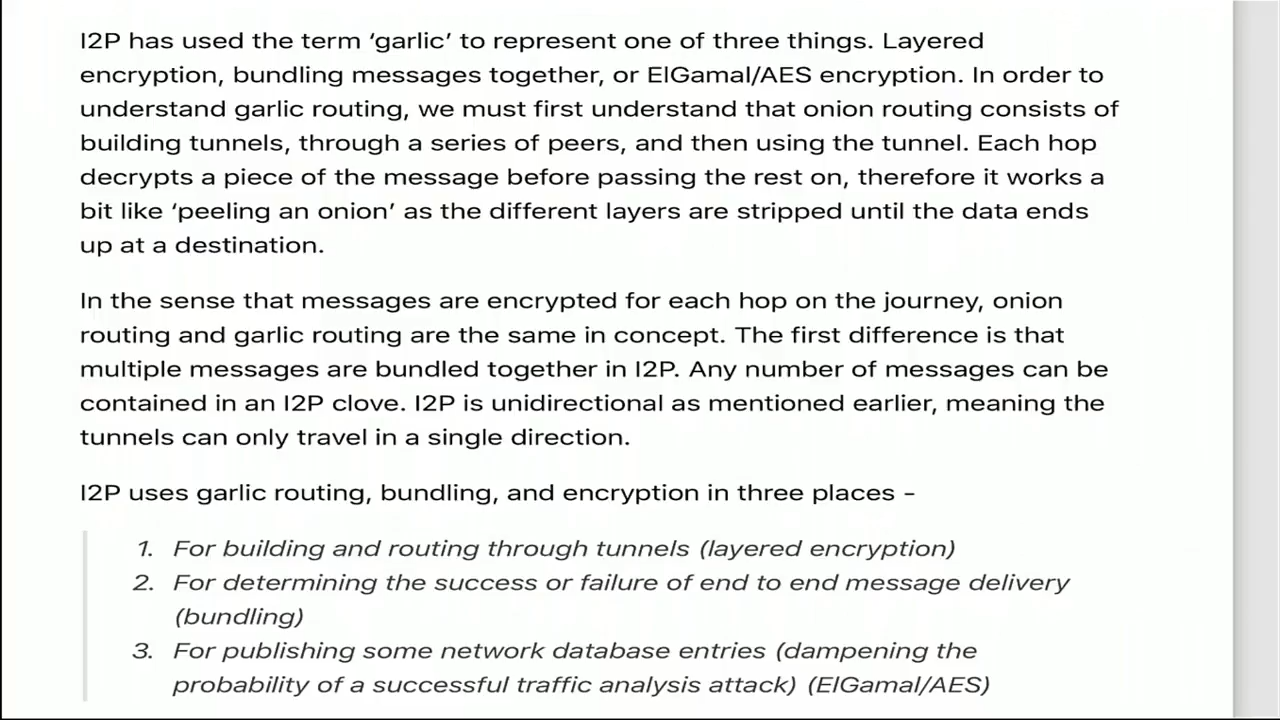 I2P has used the term ‘garlic’ to represent one of three things. Layered
encryption, bundling messages together, or ElGamal/AES encryption. In order to
understand garlic routing, we must first understand that onion routing consists of
building tunnels, through a series of peers, and then using the tunnel. Each hop
decrypts a piece of the message before passing the rest on, therefore it works a
bit like ‘peeling an onion’ as the different layers are stripped until the data ends
up at a destination.
In the sense that messages are encrypted for each hop on the journey, onion
routing and garlic routing are the same in concept. The first difference is that
multiple messages are bundled together in I2P. Any number of messages can be
contained in an I2P clove. I2P is unidirectional as mentioned earlier, meaning the
tunnels can only travel in a single direction.
I2P uses garlic routing, bundling, and encryption in three places –
1. For building and routing through tunnels (layered encryption)
2. For determining the success or failure of end to end message delivery
(bundling)
3. For publishing some network database entries (dampening the
probability of a successful traffic analysis attack) (ElGamal/AES)